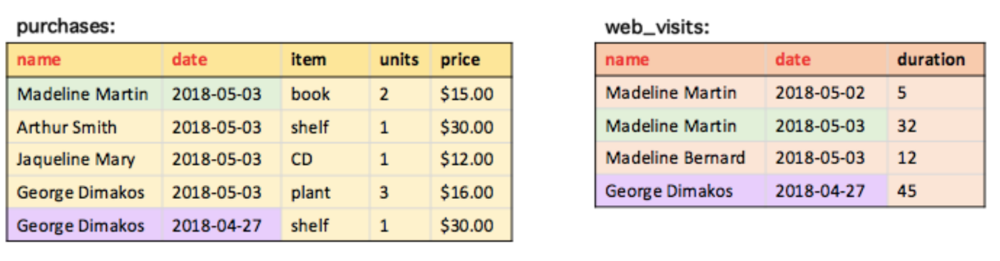 purchases:
name date item units price
Madeline Martin 2018-05-03 book 2 $15.00
Arthur Smith 2018-05-03 shelf 1 $30.00
Jaqueline Mary 2018-05-03 CD 1 $12.00
George Dimakos 2018-05-03 plant 3 $16.00
George Dimakos 2018-04-27 shelf 1 $30.00
web_visits:
name date duration
Madeline Martin 2018-05-02 5
Madeline Martin 2018-05-03 32
Madeline Bernard 2018-05-03 12
George Dimakos 2018-04-27 45